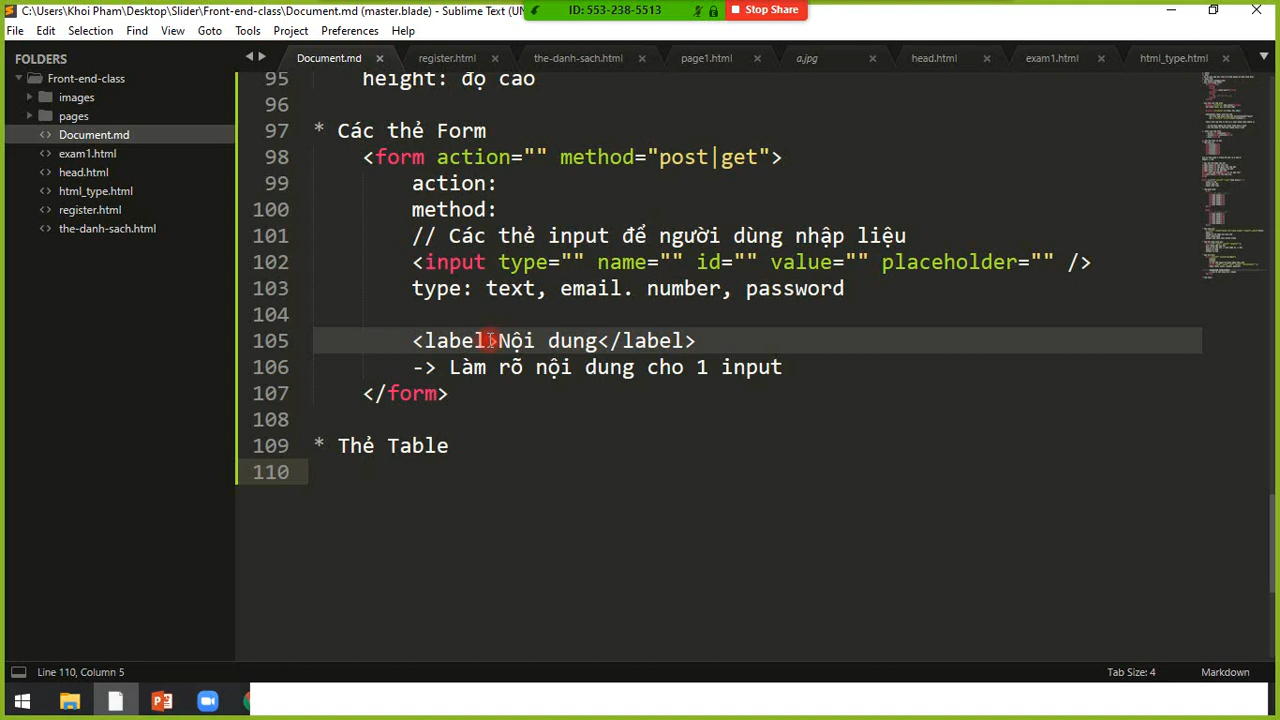 C:\Users\Khoi Pham\Desktop\Slider\Front-end-class\Document.md (master.blade) - Sublime Text (UN
ID: 553-238-5513
Stop Share
File Edit Selection Find View Goto Tools Project Preferences Help
FOLDERS
Front-end-class
images
pages
Document.md
exam1.html
head.html
html_type.html
register.html
the-danh-sach.html
Document.md register.html the-danh-sach.html page1.html a.jpg head.html exam1.html html_type.html
95 height: độ cao
96
97 * Các thẻ Form
98 <form action="" method="post|get">
99 action:
100 method:
101 // Các thẻ input để người dùng nhập liệu
102 <input type="" name="" id="" value="" placeholder="" />
103 type: text, email. number, password
104
105 <label>Nội dung</label>
106 -> Làm rõ nội dung cho 1 input
107 </form>
108
109 * Thẻ Table
110
Line 110, Column 5
Tab Size: 4
Markdown